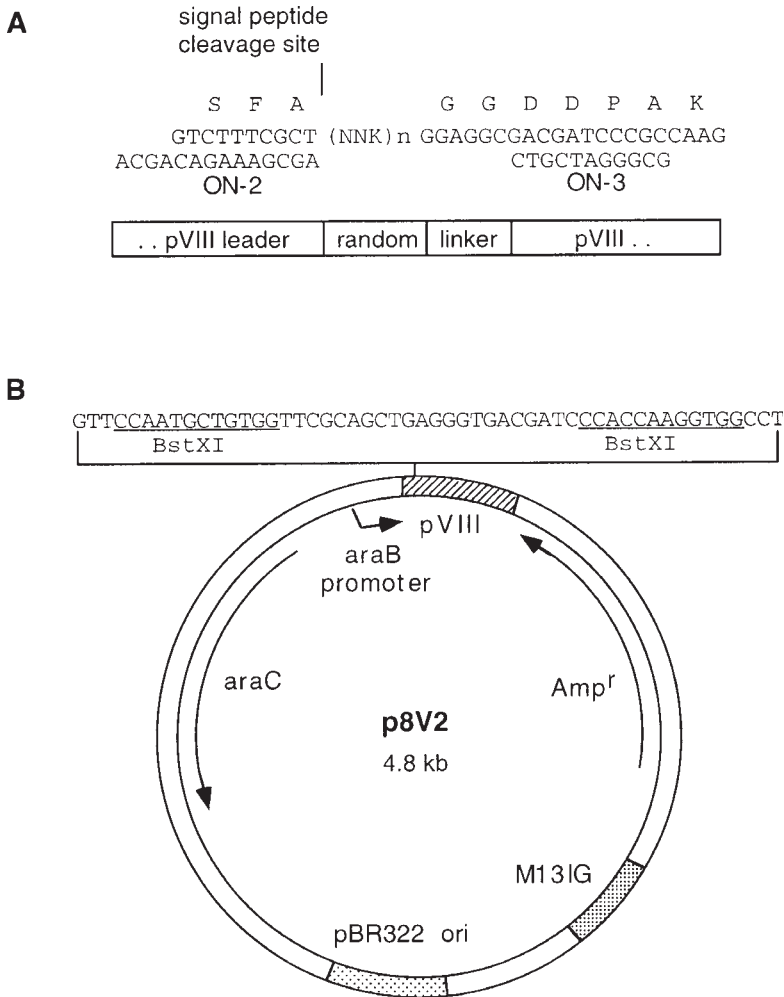 A
signal peptide
cleavage site
S F A G G D D P A K
GTCTTTCGCT (NNK)n GGAGGCGACGATCCCGCCAAG
ACGACAGAAAGCGA CTGCTAGGGCG
ON-2 ON-3
. . pVIII leader random linker pVIII . .
B
GTTCCAATGCTGTGGTTCGCAGCTGAGGGTGACGATCCCACCAAGGTGGCCT
BstXI BstXI
pVIII
araB
promoter
araC
Ampr
p8V2
4.8 kb
M13IG
pBR322 ori